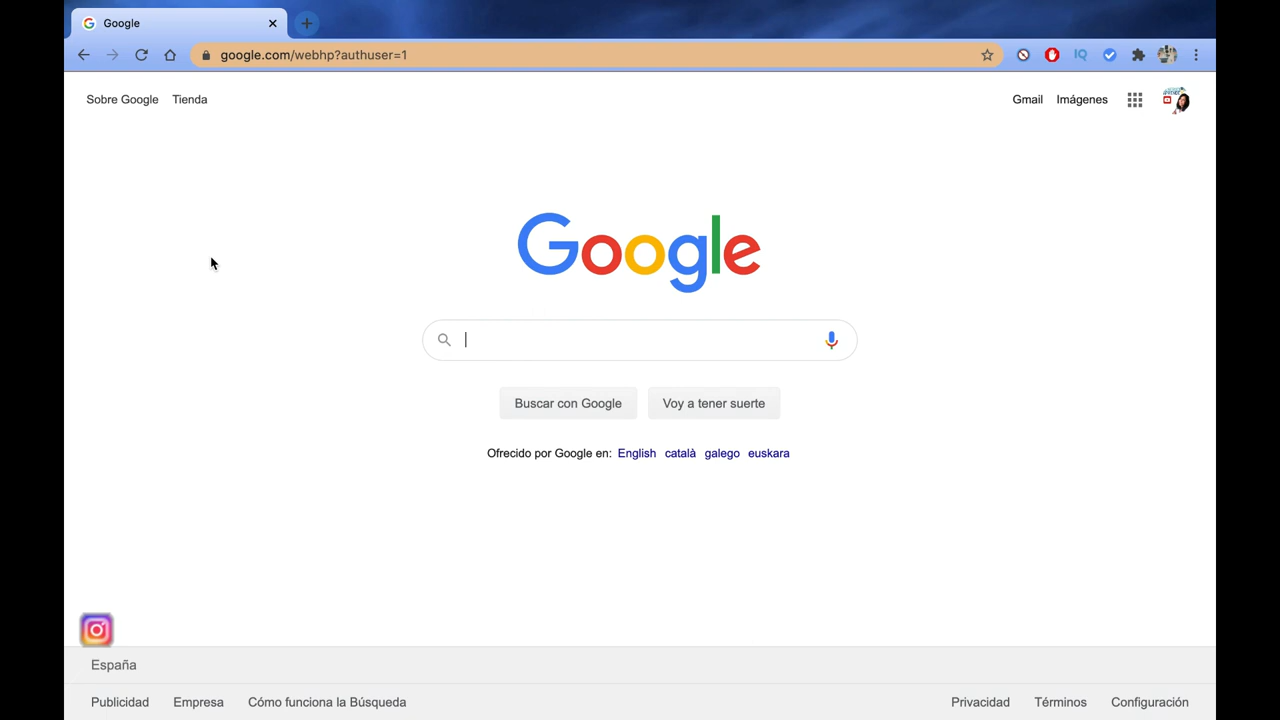 Google
google.com/webhp?authuser=1
IQ
Sobre Google Tienda
Gmail Imágenes
Google
Buscar con Google Voy a tener suerte
Ofrecido por Google en: English català galego euskara
España
Publicidad Empresa Cómo funciona la Búsqueda
Privacidad Términos Configuración